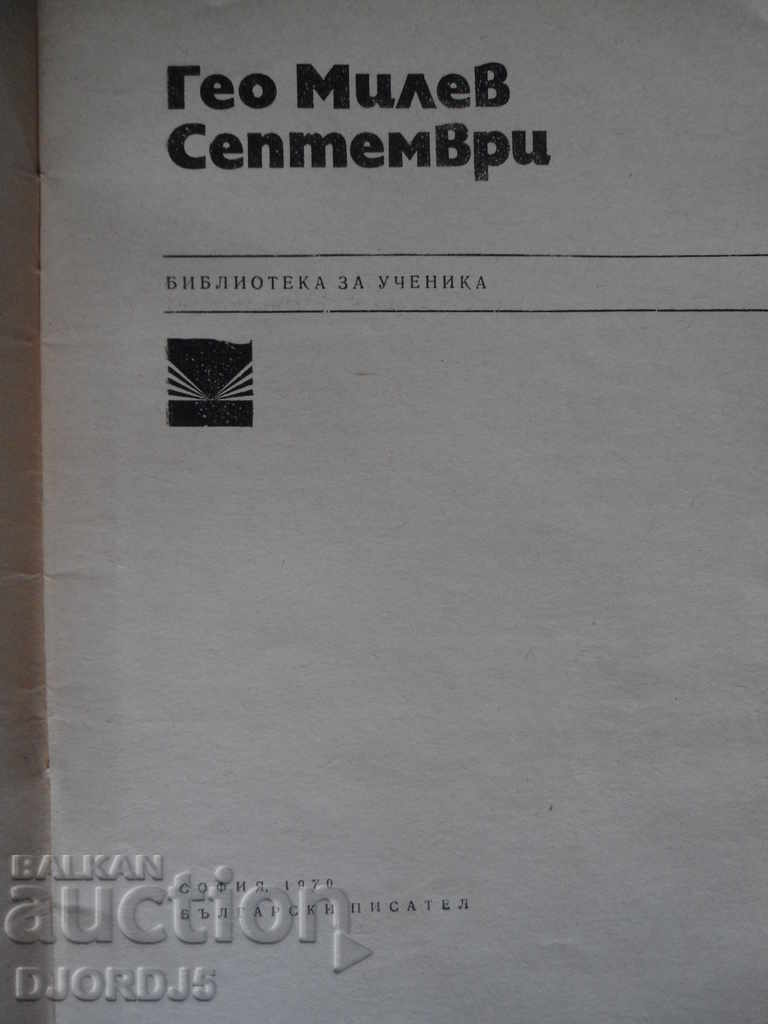 Гео Милев
Септември
БИБЛИОТЕКА ЗА УЧЕНИКА
СОФИЯ, 1970
БЪЛГАРСКИ ПИСАТЕЛ
BALKAN
auction
DJORDJ5